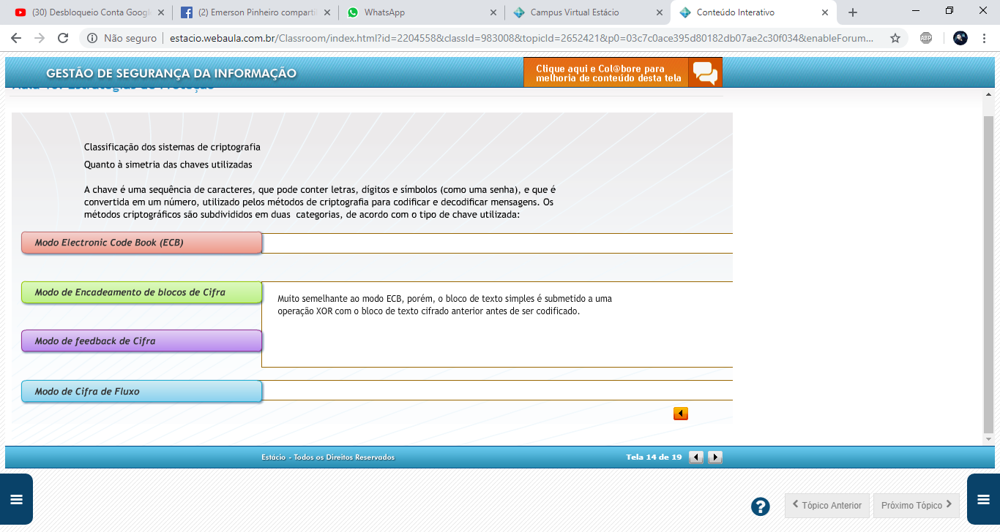 (30) Desbloqueio Conta Googl
(2) Emerson Pinheiro comparti
WhatsApp
Campus Virtual Estácio
Conteúdo Interativo
Não seguro
estacio.webaula.com.br/Classroom/index.html?id=2204558&classId=983008&topicId=2652421&p0=03c7c0ace395d80182db07ae2c30f034&enableForum...
ABP
GESTÃO DE SEGURANÇA DA INFORMAÇÃO
Clique aqui e Col@bore para
melhoria de conteúdo desta tela
Aula 10: Estratégias de Proteção
Classificação dos sistemas de criptografia
Quanto à simetria das chaves utilizadas
A chave é uma sequência de caracteres, que pode conter letras, dígitos e símbolos (como uma senha), e que é
convertida em um número, utilizado pelos métodos de criptografia para codificar e decodificar mensagens. Os
métodos criptográficos são subdivididos em duas categorias, de acordo com o tipo de chave utilizada:
Modo Electronic Code Book (ECB)
Modo de Encadeamento de blocos de Cifra
Muito semelhante ao modo ECB, porém, o bloco de texto simples é submetido a uma
operação XOR com o bloco de texto cifrado anterior antes de ser codificado.
Modo de feedback de Cifra
Modo de Cifra de Fluxo
Estácio - Todos os Direitos Reservados
Tela 14 de 19
?
Tópico Anterior
Próximo Tópico